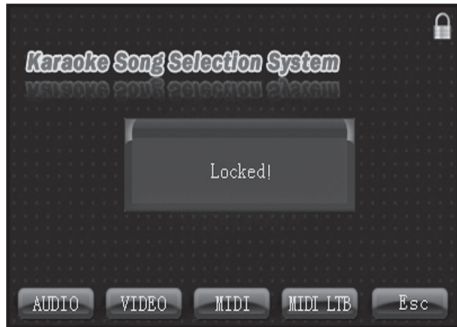 Karaoke Song Selection System
Locked!
AUDIO VIDEO MIDI MIDI LTB Esc